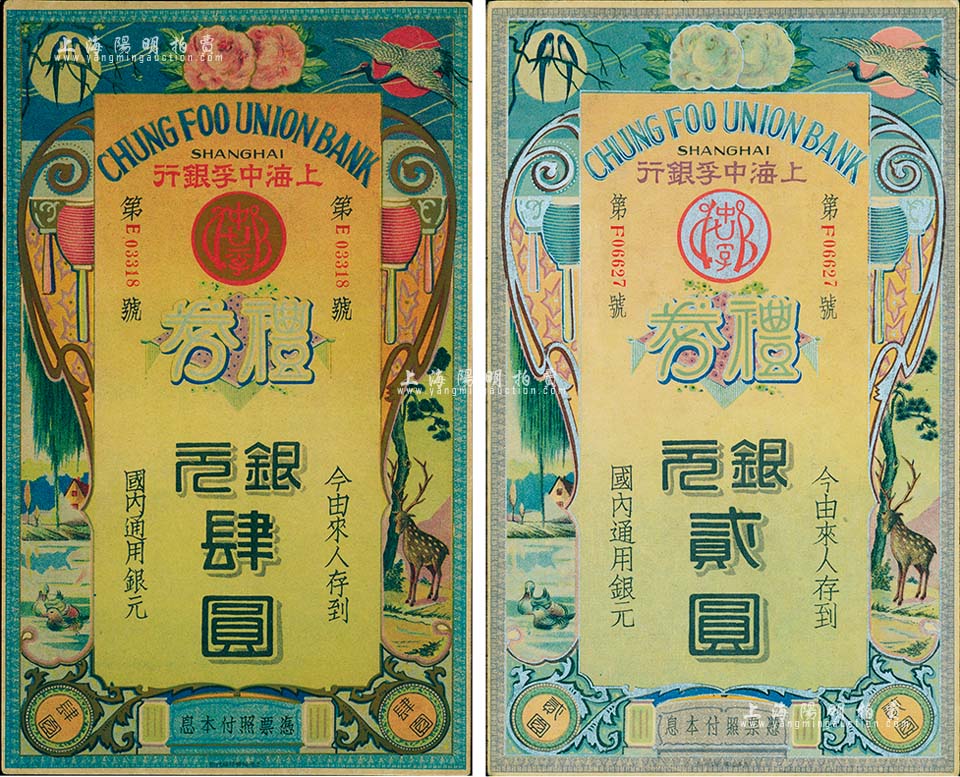 上海陽明拍賣
www.yangmingauction.com
CHUNG FOO UNION BANK
SHANGHAI
上海中孚銀行
第E 03318號
第E 03318號
中孚
禮券
今由來人存到
銀元
肆
圓
國內通用銀元
憑票照付本息
肆圓
肆圓
CHUNG FOO UNION BANK
SHANGHAI
上海中孚銀行
第F 06627號
第F 06627號
中孚
禮券
上海陽明拍賣
www.yangmingauction.com
今由來人存到
銀元
貳
圓
國內通用銀元
憑票照付本息
貳圓
上海陽明拍賣
www.yangmingauction.com